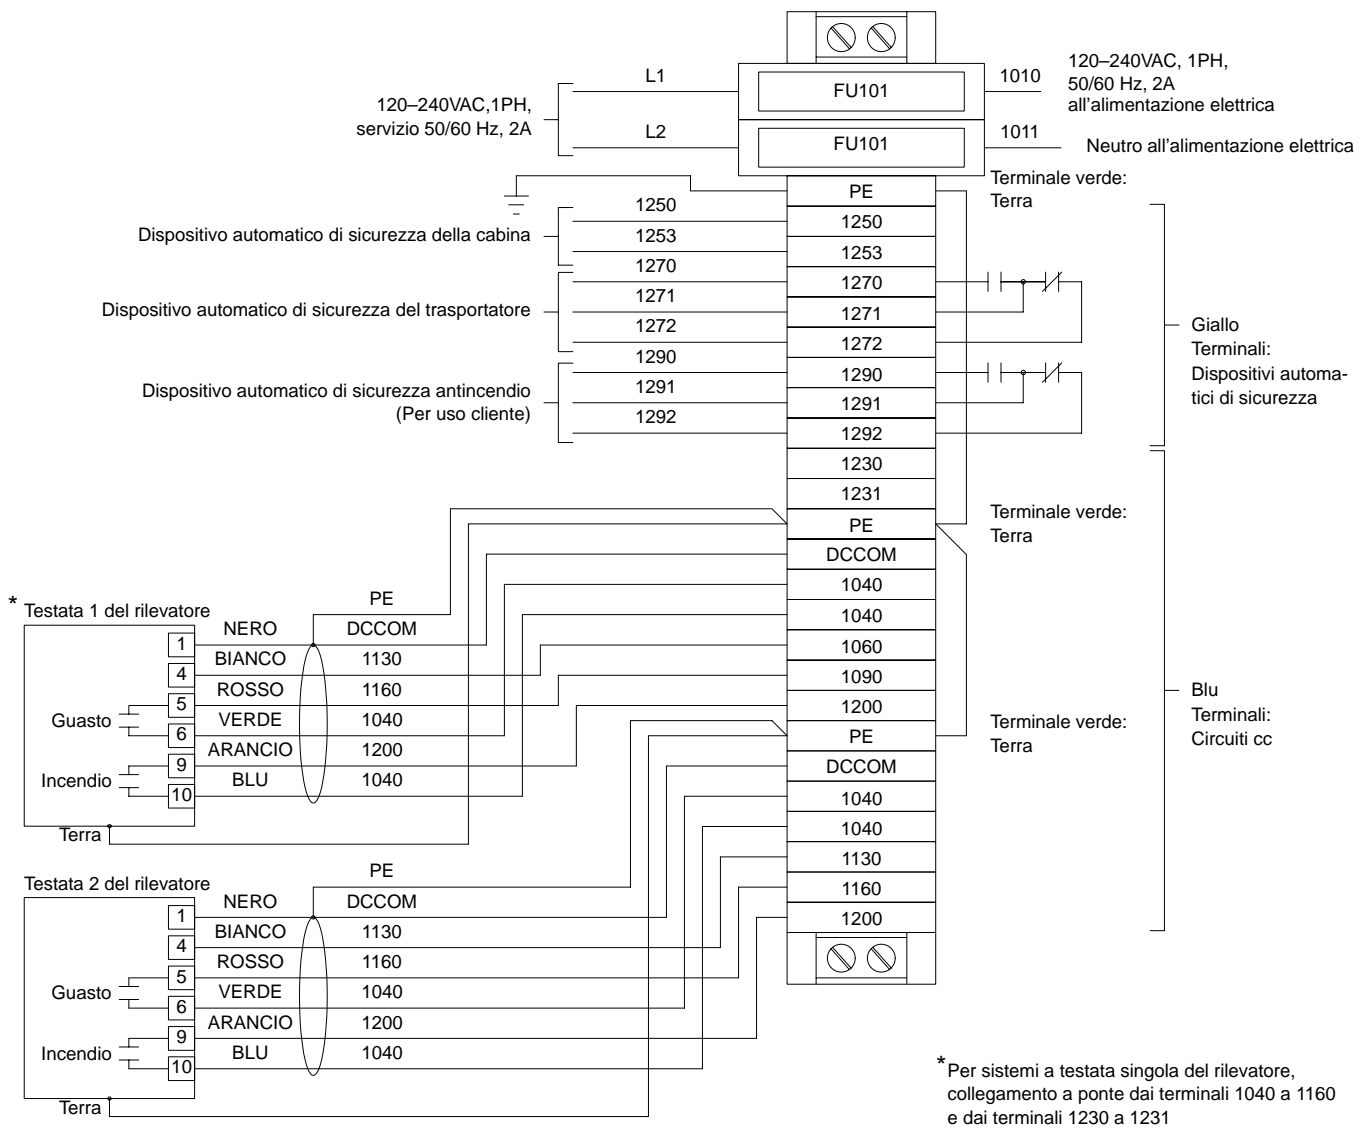 120–240VAC,1PH,
servizio 50/60 Hz, 2A
L1
L2
FU101
FU101
1010
1011
120–240VAC, 1PH,
50/60 Hz, 2A
all'alimentazione elettrica
Neutro all'alimentazione elettrica
Terminale verde:
Terra
PE
1250
1253
1270
1271
1272
1290
1291
1292
1230
1231
PE
DCCOM
1040
1040
1060
1090
1200
PE
DCCOM
1040
1040
1130
1160
1200
Dispositivo automatico di sicurezza della cabina
1250
1253
Dispositivo automatico di sicurezza del trasportatore
1270
1271
1272
Dispositivo automatico di sicurezza antincendio
(Per uso cliente)
1290
1291
1292
Giallo
Terminali:
Dispositivi automa-
tici di sicurezza
Terminale verde:
Terra
Terminale verde:
Terra
Blu
Terminali:
Circuiti cc
* Testata 1 del rilevatore
PE
1 NERO DCCOM
4 BIANCO 1130
5 ROSSO 1160
6 VERDE 1040
9 ARANCIO 1200
10 BLU 1040
Guasto
Incendio
Terra
Testata 2 del rilevatore
PE
1 NERO DCCOM
4 BIANCO 1130
5 ROSSO 1160
6 VERDE 1040
9 ARANCIO 1200
10 BLU 1040
Guasto
Incendio
Terra
*Per sistemi a testata singola del rilevatore,
collegamento a ponte dai terminali 1040 a 1160
e dai terminali 1230 a 1231